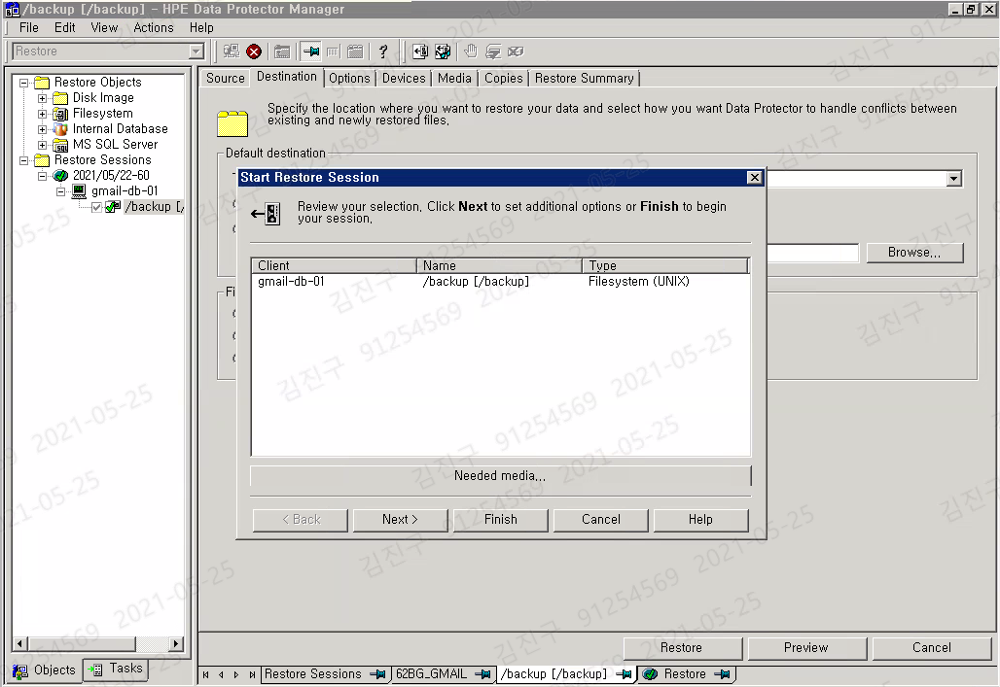 /backup [/backup] - HPE Data Protector Manager
File Edit View Actions Help
Restore
Source Destination Options Devices Media Copies Restore Summary
Restore Objects
Disk Image
Filesystem
Internal Database
MS SQL Server
Restore Sessions
2021/05/22-60
gmail-db-01
/backup [/
Specify the location where you want to restore your data and select how you want Data Protector to handle conflicts between
existing and newly restored files.
Default destination
Browse...
Fi
Start Restore Session
Review your selection. Click Next to set additional options or Finish to begin
your session.
Client Name Type
gmail-db-01 /backup [/backup] Filesystem (UNIX)
Needed media...
< Back Next > Finish Cancel Help
Restore Preview Cancel
Objects Tasks
Restore Sessions 62BG_GMAIL /backup [/backup] Restore
김진구 91254569 2021-05-25